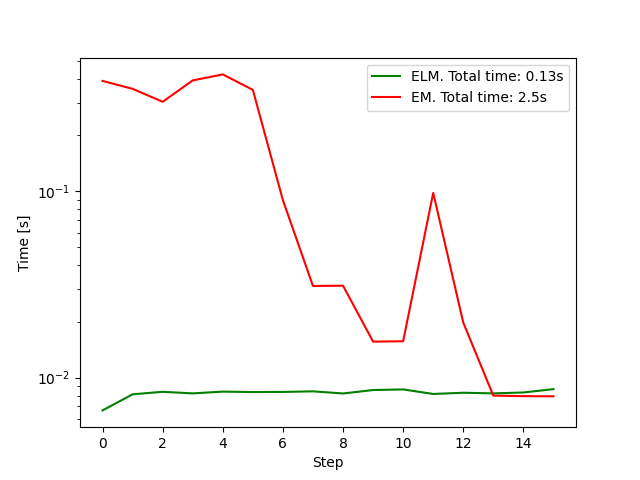 ELM. Total time: 0.13s
EM. Total time: 2.5s
Time [s]
10⁻¹
10⁻²
0 2 4 6 8 10 12 14
Step